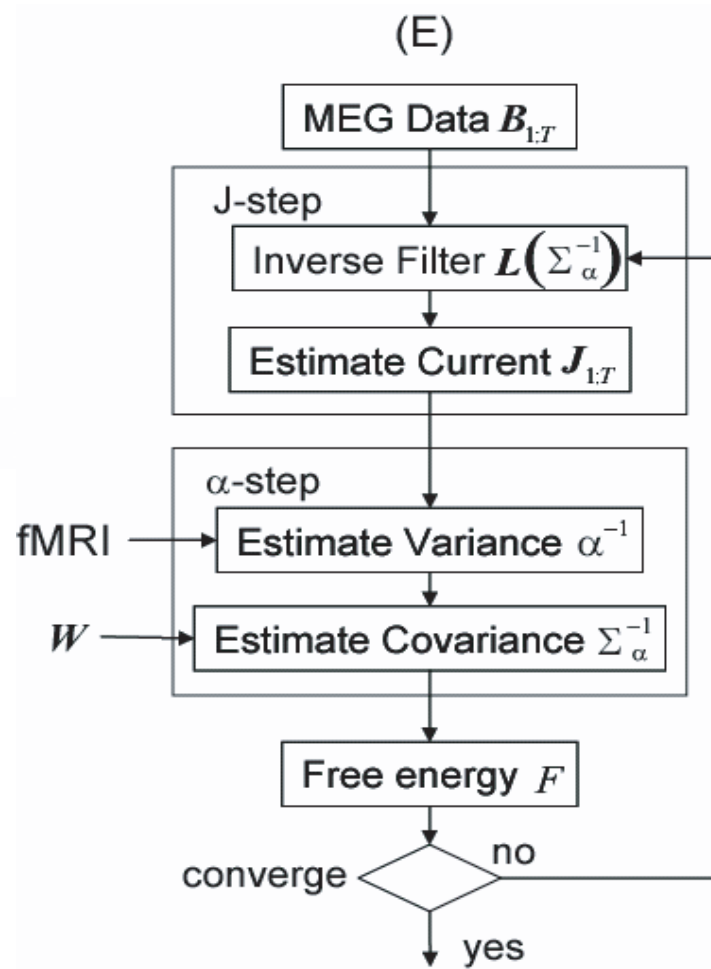 (E)
MEG Data B1:T
J-step
Inverse Filter L(Σα−1)
Estimate Current J1:T
α-step
fMRI
Estimate Variance α−1
W
Estimate Covariance Σα−1
Free energy F
converge
no
yes